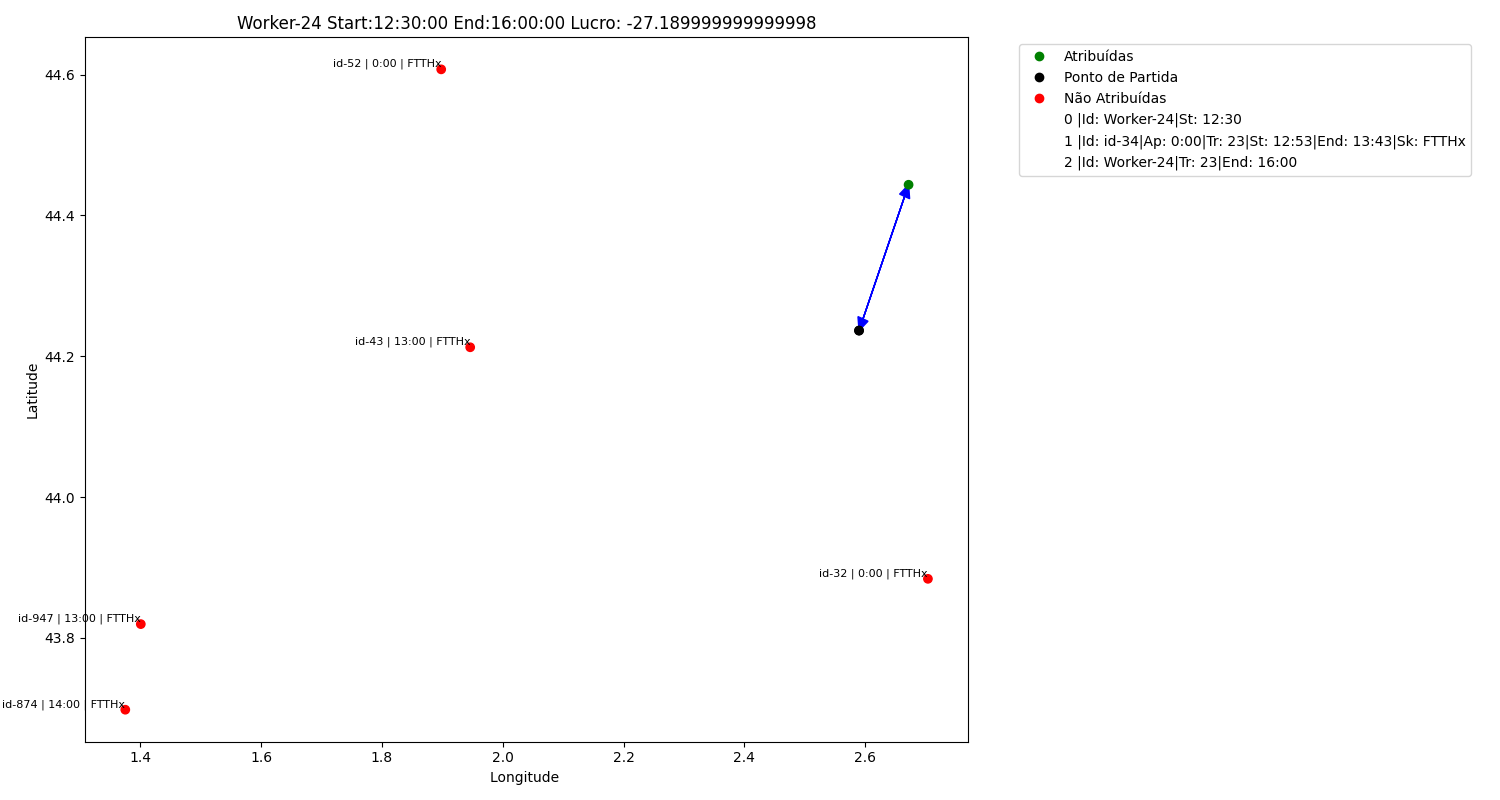 Worker-24 Start:12:30:00 End:16:00:00 Lucro: -27.189999999999998
Atribuídas
Ponto de Partida
Não Atribuídas
0 |Id: Worker-24|St: 12:30
1 |Id: id-34|Ap: 0:00|Tr: 23|St: 12:53|End: 13:43|Sk: FTTHx
2 |Id: Worker-24|Tr: 23|End: 16:00
id-52 | 0:00 | FTTHx
id-43 | 13:00 | FTTHx
id-32 | 0:00 | FTTHx
id-947 | 13:00 | FTTHx
id-874 | 14:00 | FTTHx
44.6
44.4
44.2
44.0
43.8
Latitude
1.4 1.6 1.8 2.0 2.2 2.4 2.6
Longitude